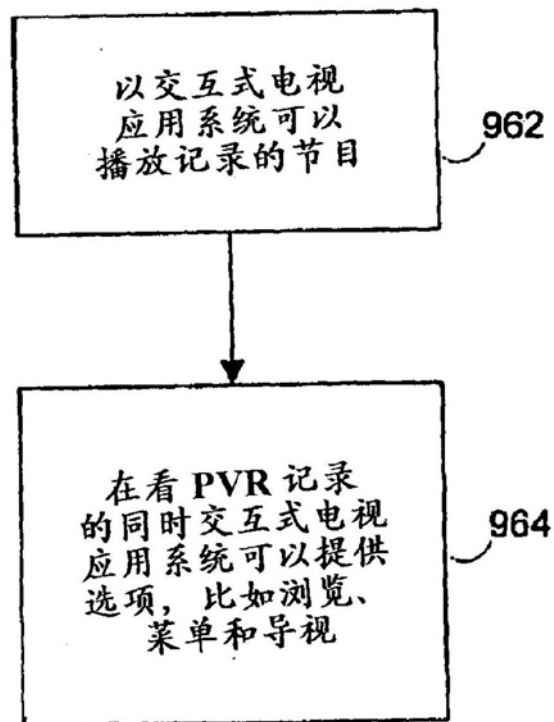 以交互式电视
应用系统可以
播放记录的节目
962
在看 PVR 记录
的同时交互式电视
应用系统可以提供
选项，比如浏览、
菜单和导视
964